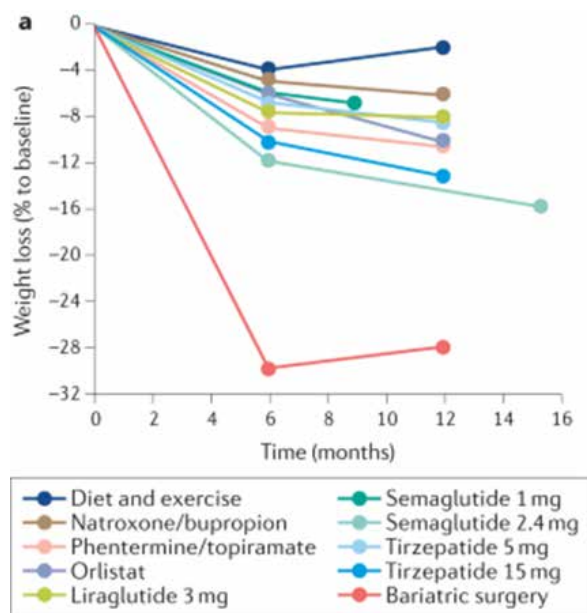 a
0
−4
−8
−12
−16
−20
−24
−28
−32
Weight loss (% to baseline)
0 2 4 6 8 10 12 14 16
Time (months)
Diet and exercise
Natroxone/bupropion
Phentermine/topiramate
Orlistat
Liraglutide 3 mg
Semaglutide 1 mg
Semaglutide 2.4 mg
Tirzepatide 5 mg
Tirzepatide 15 mg
Bariatric surgery